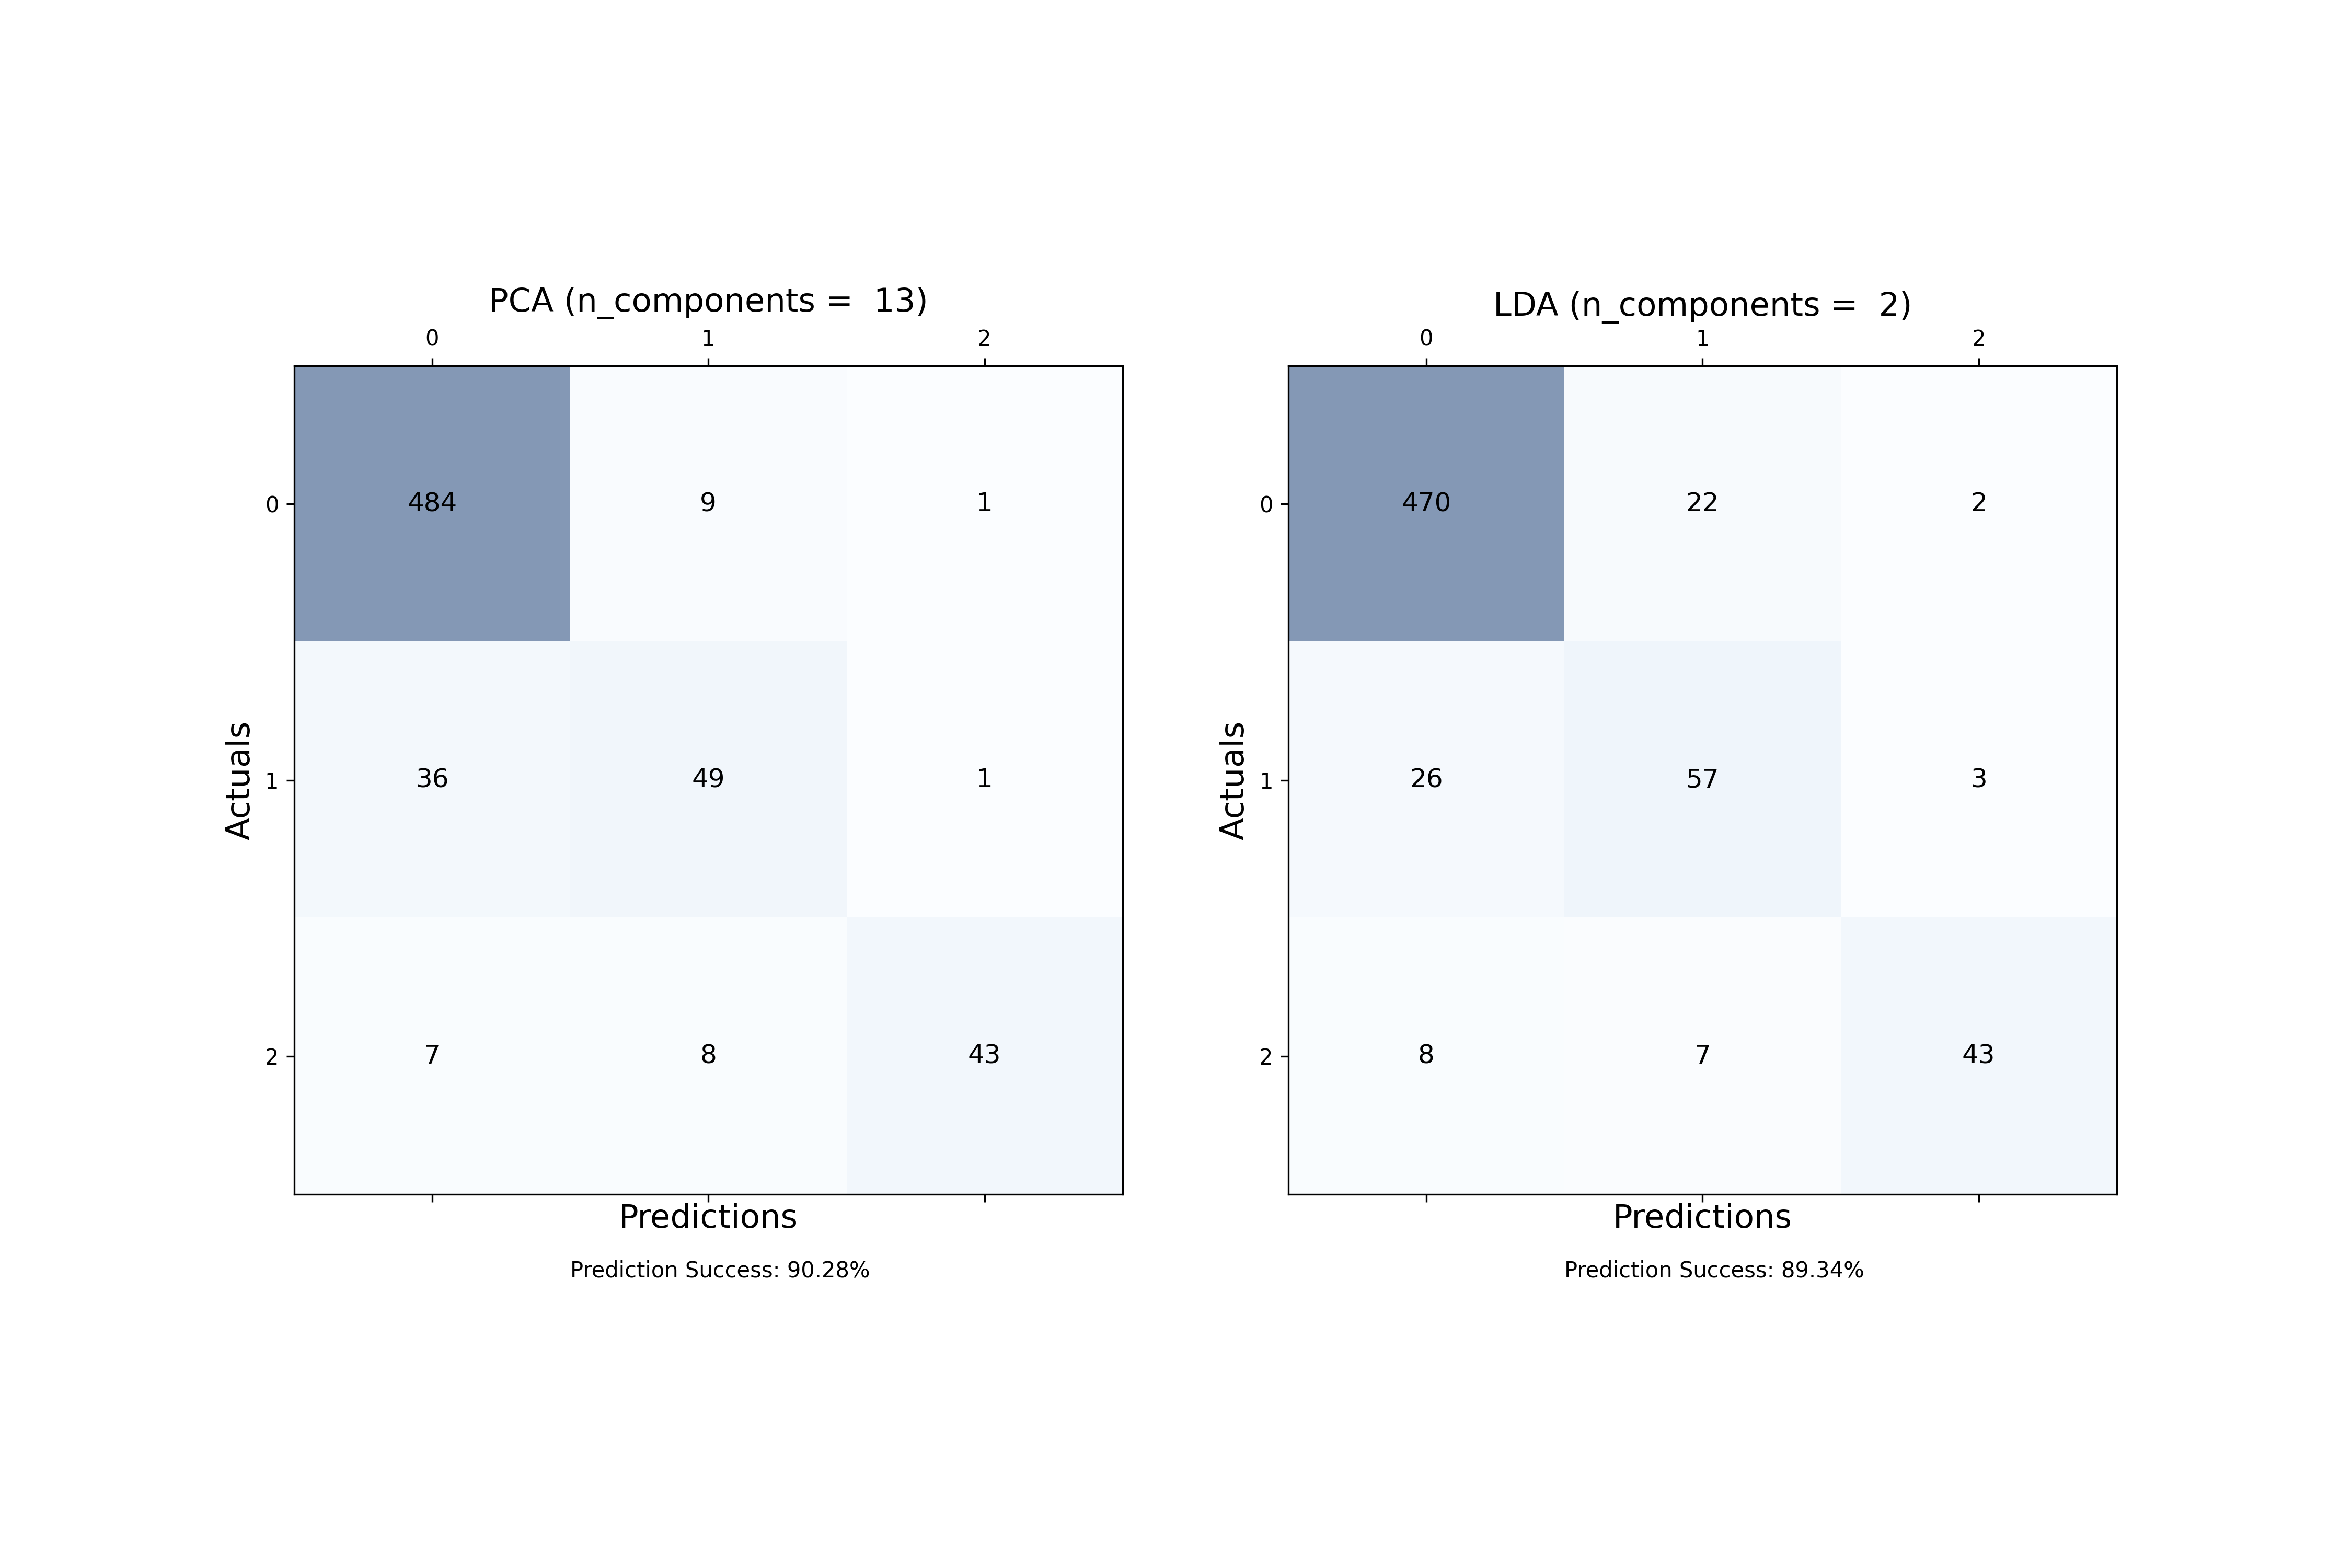 PCA (n_components =  13)
0 1 2
Actuals
0 484 9 1
1 36 49 1
2 7 8 43
Predictions
Prediction Success: 90.28%
LDA (n_components =  2)
0 1 2
Actuals
0 470 22 2
1 26 57 3
2 8 7 43
Predictions
Prediction Success: 89.34%